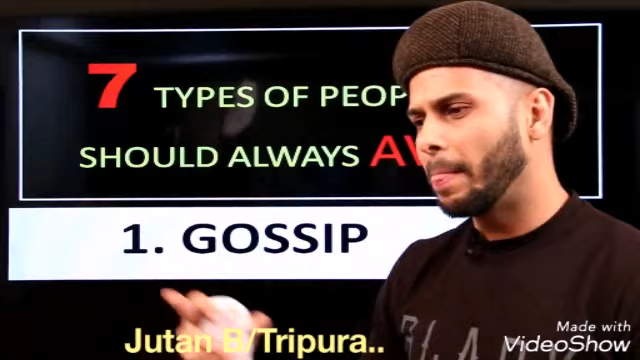 7 TYPES OF PEOP
SHOULD ALWAYS AV
1. GOSSIP
Jutan B/Tripura..
Made with
VideoShow